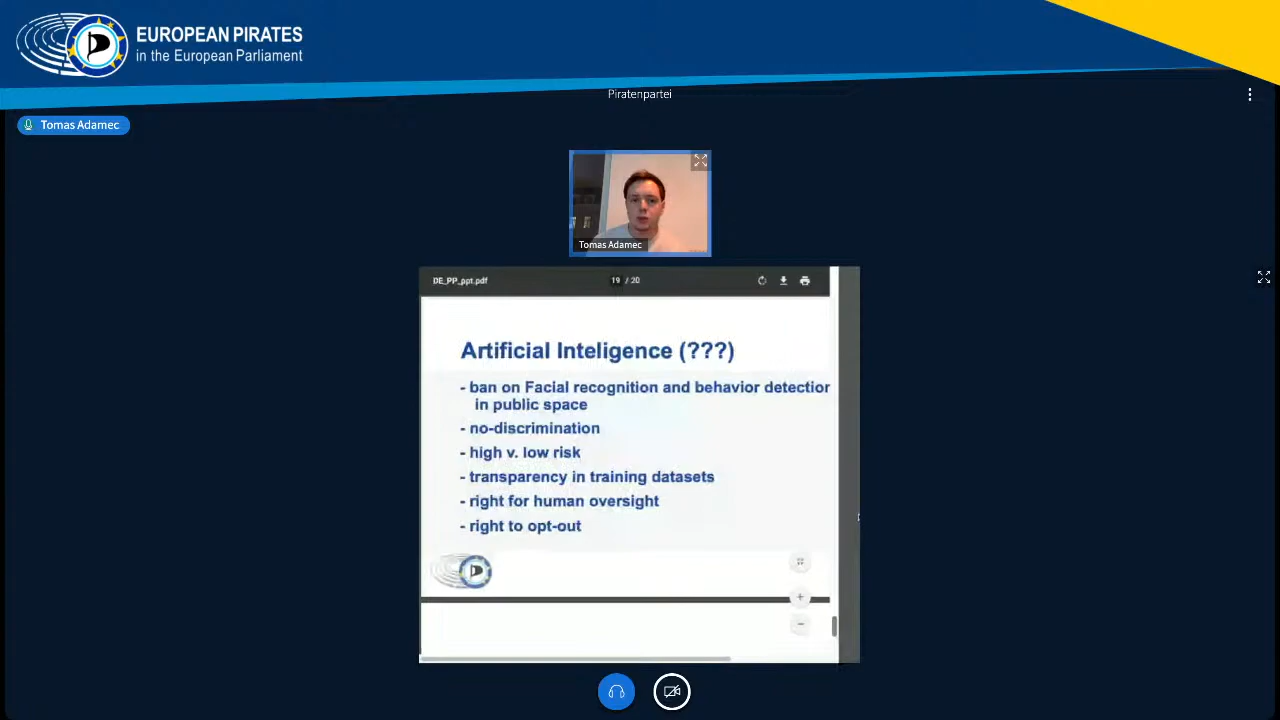 EUROPEAN PIRATES
in the European Parliament
Piratenpartei
Tomas Adamec
Tomas Adamec
DE_PP_ppt.pdf 19 / 20
Artificial Inteligence (???)
- ban on Facial recognition and behavior detection
in public space
- no-discrimination
- high v. low risk
- transparency in training datasets
- right for human oversight
- right to opt-out